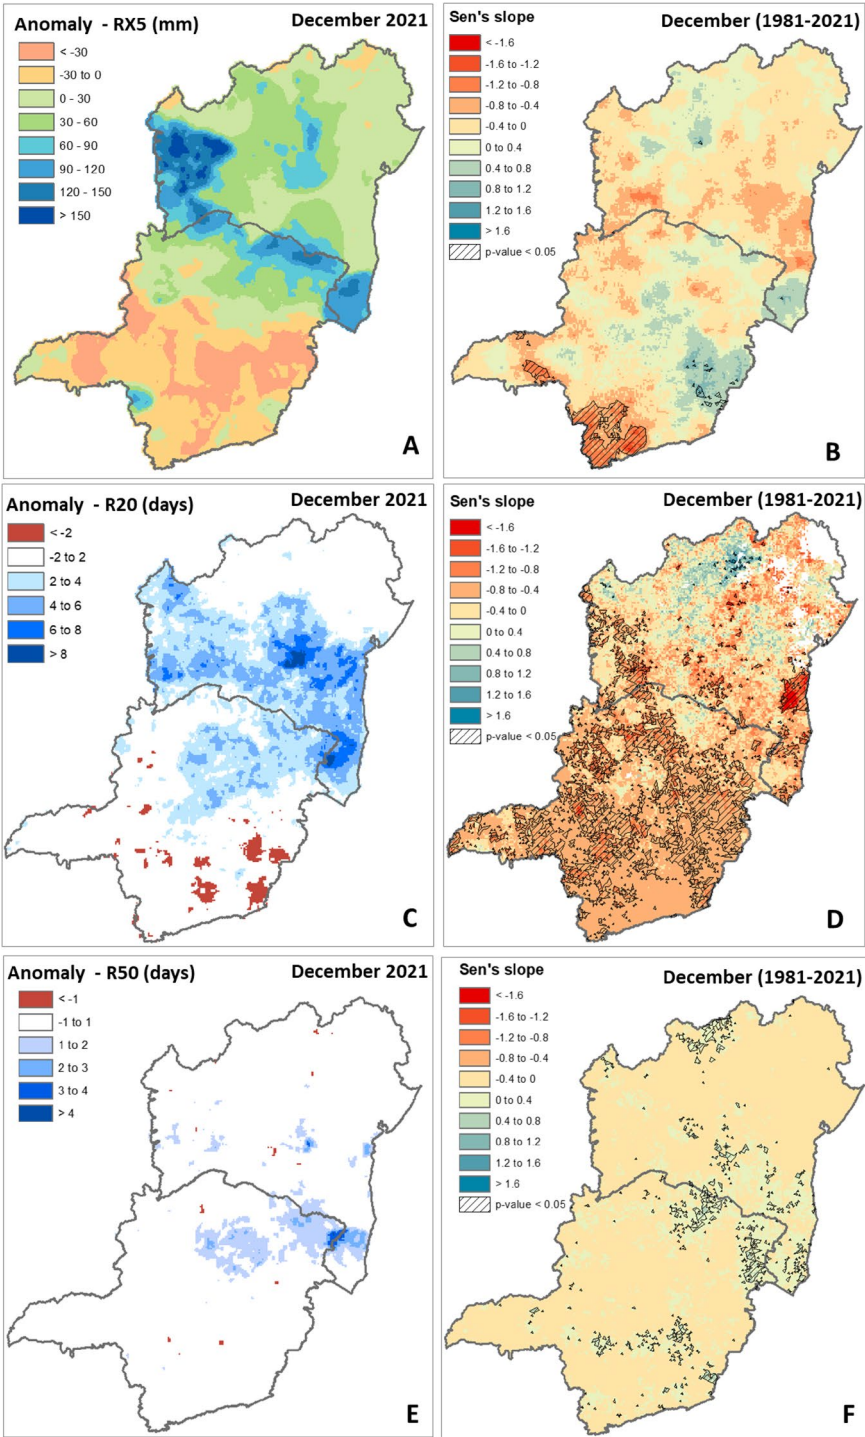 Anomaly - RX5 (mm)
December 2021
< -30
-30 to 0
0 - 30
30 - 60
60 - 90
90 - 120
120 - 150
> 150
A
Sen's slope
December (1981-2021)
< -1.6
-1.6 to -1.2
-1.2 to -0.8
-0.8 to -0.4
-0.4 to 0
0 to 0.4
0.4 to 0.8
0.8 to 1.2
1.2 to 1.6
> 1.6
p-value < 0.05
B
Anomaly - R20 (days)
December 2021
< -2
-2 to 2
2 to 4
4 to 6
6 to 8
> 8
C
Sen's slope
December (1981-2021)
< -1.6
-1.6 to -1.2
-1.2 to -0.8
-0.8 to -0.4
-0.4 to 0
0 to 0.4
0.4 to 0.8
0.8 to 1.2
1.2 to 1.6
> 1.6
p-value < 0.05
D
Anomaly - R50 (days)
December 2021
< -1
-1 to 1
1 to 2
2 to 3
3 to 4
> 4
E
Sen's slope
December (1981-2021)
< -1.6
-1.6 to -1.2
-1.2 to -0.8
-0.8 to -0.4
-0.4 to 0
0 to 0.4
0.4 to 0.8
0.8 to 1.2
1.2 to 1.6
> 1.6
p-value < 0.05
F